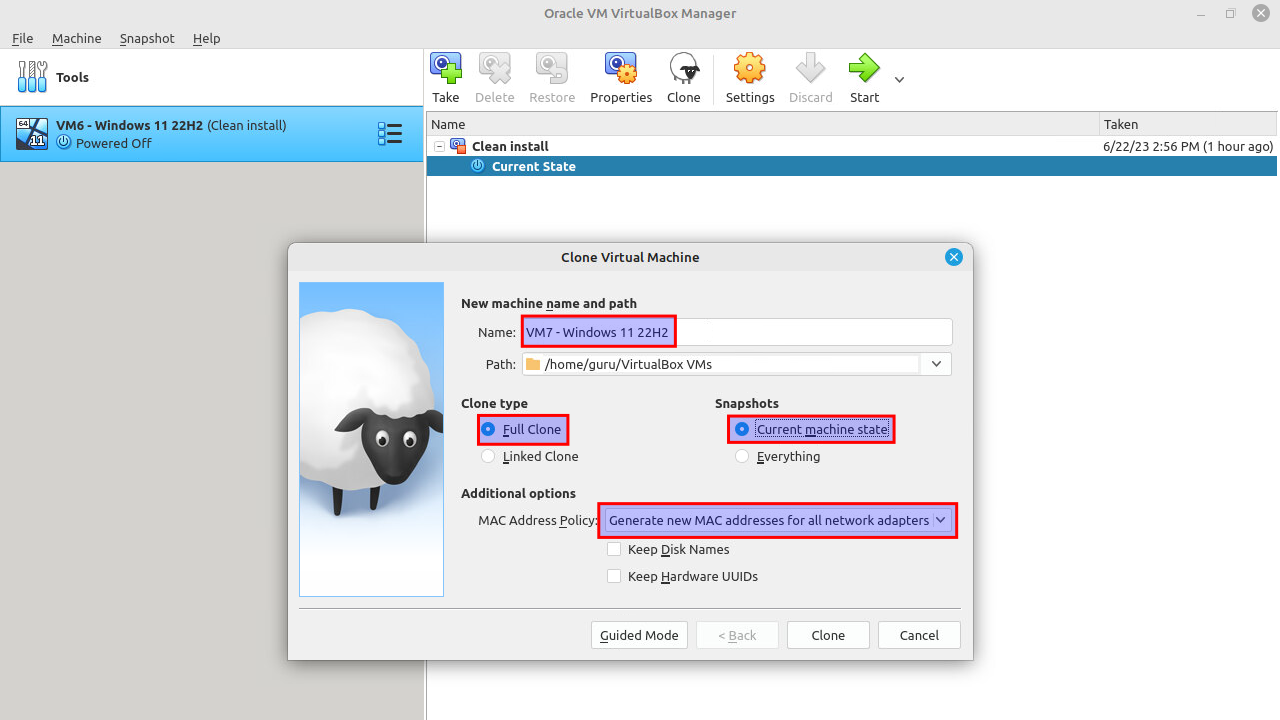 Oracle VM VirtualBox Manager
File Machine Snapshot Help
Tools
Take Delete Restore Properties Clone Settings Discard Start
64 11
VM6 - Windows 11 22H2 (Clean install)
Powered Off
Name Taken
Clean install 6/22/23 2:56 PM (1 hour ago)
Current State
Clone Virtual Machine
New machine name and path
Name: VM7 - Windows 11 22H2
Path: /home/guru/VirtualBox VMs
Clone type Snapshots
Full Clone Current machine state
Linked Clone Everything
Additional options
MAC Address Policy: Generate new MAC addresses for all network adapters
Keep Disk Names
Keep Hardware UUIDs
Guided Mode < Back Clone Cancel